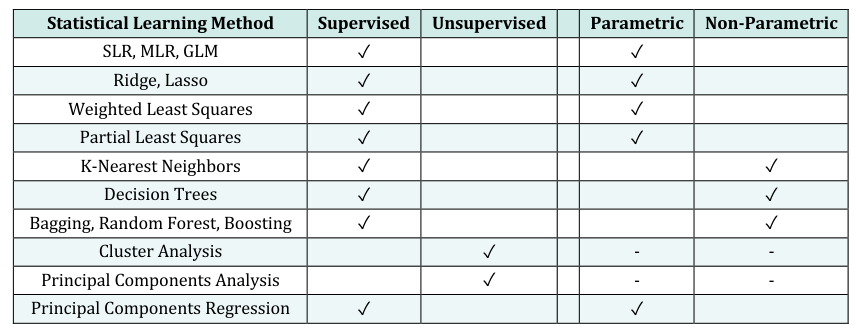 Statistical Learning Method Supervised Unsupervised Parametric Non-Parametric
SLR, MLR, GLM ✓ ✓
Ridge, Lasso ✓ ✓
Weighted Least Squares ✓ ✓
Partial Least Squares ✓ ✓
K-Nearest Neighbors ✓ ✓
Decision Trees ✓ ✓
Bagging, Random Forest, Boosting ✓ ✓
Cluster Analysis ✓ - -
Principal Components Analysis ✓ - -
Principal Components Regression ✓ ✓